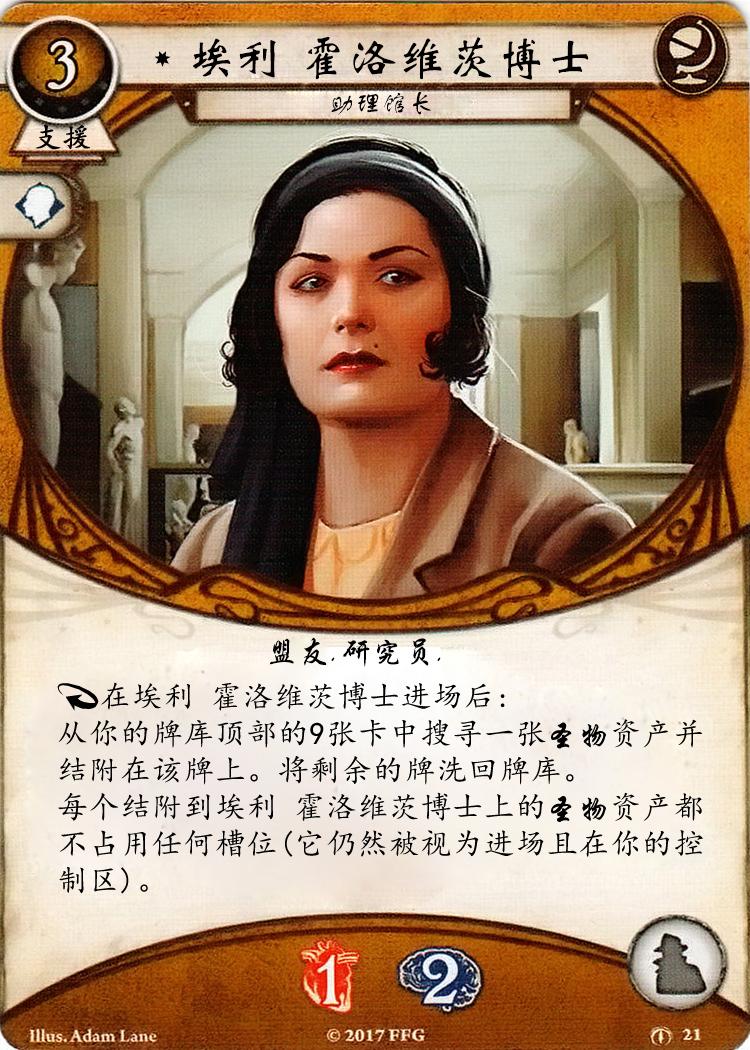 3
埃利 霍洛维茨博士
助理馆长
支援
盟友.研究员.
在埃利 霍洛维茨博士进场后:
从你的牌库顶部的9张卡中搜寻一张圣物资产并
结附在该牌上。将剩余的牌洗回牌库。
每个结附到埃利 霍洛维茨博士上的圣物资产都
不占用任何槽位(它仍然被视为进场且在你的控
制区)。
1
2
Illus. Adam Lane
© 2017 FFG
21